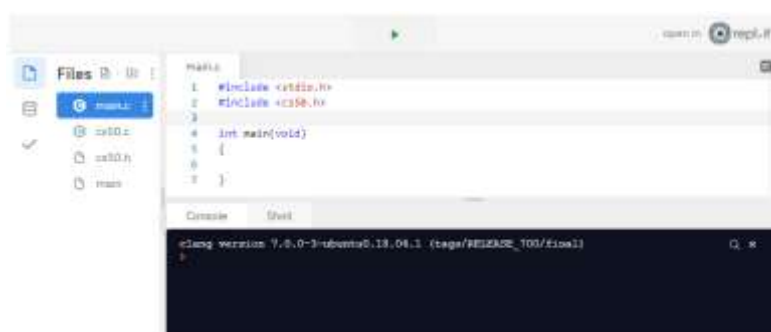 open in repl.it
Files
main.c
cs50.c
cs50.h
main
main.c
1 #include <stdio.h>
2 #include <cs50.h>
3
4 int main(void)
5 {
6
7 }
Console Shell
clang version 7.0.0-3~ubuntu0.18.04.1 (tags/RELEASE_700/final)
>